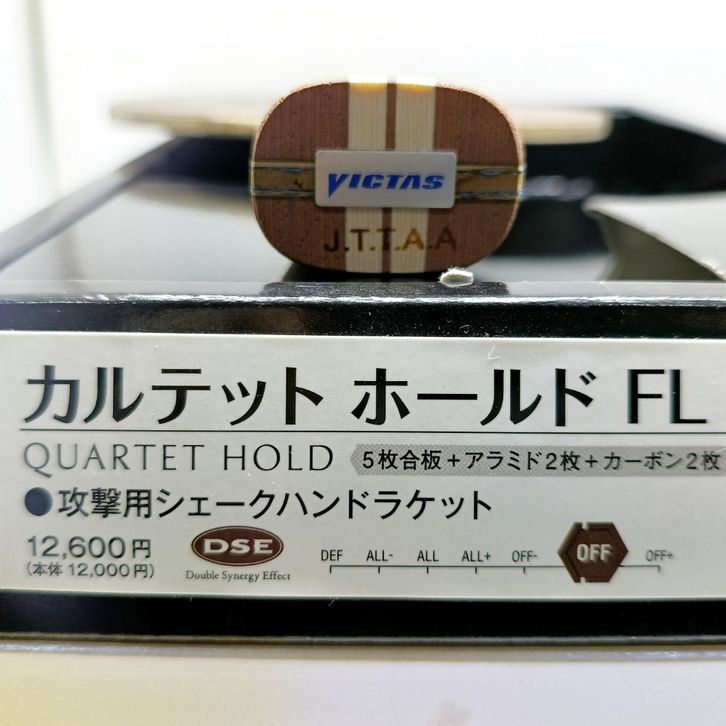 VICTAS
J.T.T.A.A
カルテット ホールド FL
QUARTET HOLD 5枚合板+アラミド2枚+カーボン2枚
●攻撃用シェークハンドラケット
12,600円
(本体 12,000円)
DSE
Double Synergy Effect
DEF ALL- ALL ALL+ OFF- OFF OFF+